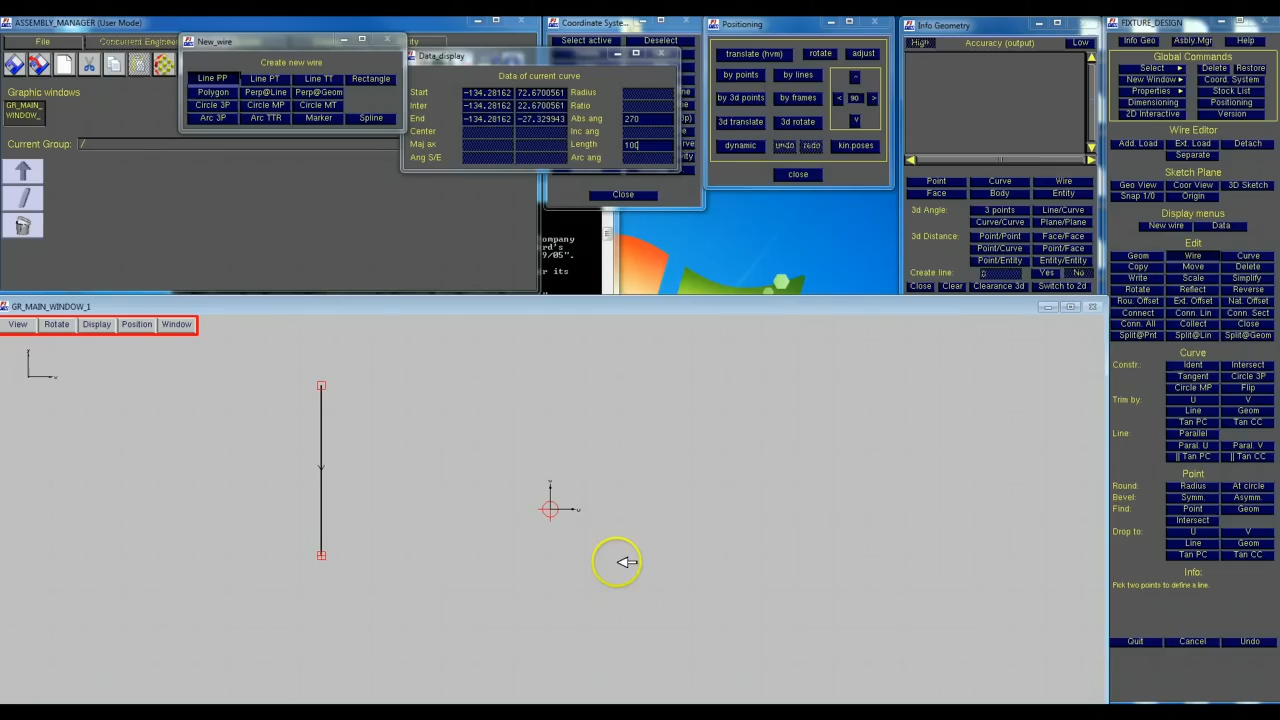 ASSEMBLY_MANAGER (User Mode)
File
Concurrent Enginee
Graphic windows
GR_MAIN_
WINDOW_
Current Group: /
New_wire
Create new wire
Line PP Line PT Line TT Rectangle
Polygon Perp@Line Perp@Geom
Circle 3P Circle MP Circle MT
Arc 3P Arc TTR Marker Spline
Data_display
Data of current curve
Start -134.28162 72.6700561 Radius
Inter -134.28162 22.6700561 Ratio
End -134.28162 -27.329943 Abs ang 270
Center Inc ang
Maj ax Length 100
Ang S/E Arc ang
Coordinate Syste...
Select active Deselect
Close
ompany
rd's
9/05".
r its
Positioning
translate (hvm) rotate adjust
by points by lines
by 3d points by frames
^
< 90 >
v
3d translate 3d rotate
dynamic undo redo kin.poses
close
Info Geometry
High Accuracy (output) Low
Point Curve Wire
Face Body Entity
3d Angle: 3 points Line/Curve
Curve/Curve Plane/Plane
3d Distance: Point/Point Face/Face
Point/Curve Point/Face
Point/Entity Entity/Entity
Create line: 0 Yes No
Close Clear Clearance 3d Switch to 2d
FIXTURE_DESIGN
Info Geo Asbly.Mgr Help
Global Commands
Select Delete Restore
New Window Coord. System
Properties Stock List
Dimensioning Positioning
2D Interactive Version
Wire Editor
Add. Load Ext. Load Detach
Separate
Sketch Plane
Geo View Coor View 3D Sketch
Snap 1/0 Origin
Display menus
New wire Data
Edit
Geom Wire Curve
Copy Move Delete
Write Scale Simplify
Rotate Reflect Reverse
Rou. Offset Ext. Offset Nat. Offset
Connect Conn. Lin Conn. Sect
Conn. All Collect Close
Split@Pnt Split@Lin Split@Geom
Curve
Constr.: Ident Intersect
Tangent Circle 3P
Circle MP Flip
Trim by: U V
Line Geom
Tan PC Tan CC
Line: Parallel
Paral. U Paral. V
|| Tan PC || Tan CC
Point
Round: Radius At circle
Bevel: Symm. Asymm.
Find: Point Geom
Intersect
Drop to: U V
Line Geom
Tan PC Tan CC
Info:
Pick two points to define a line.
Quit Cancel Undo
GR_MAIN_WINDOW_1
View Rotate Display Position Window